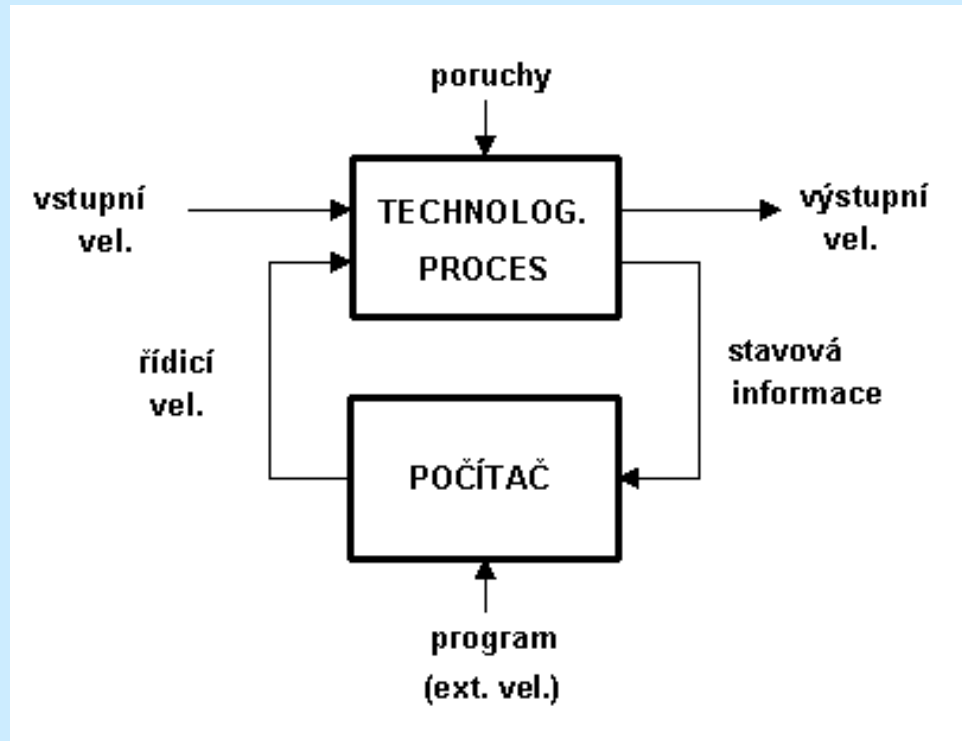 poruchy
vstupní
vel.
TECHNOLOG.
PROCES
výstupní
vel.
řídicí
vel.
stavová
informace
POČÍTAČ
program
(ext. vel.)